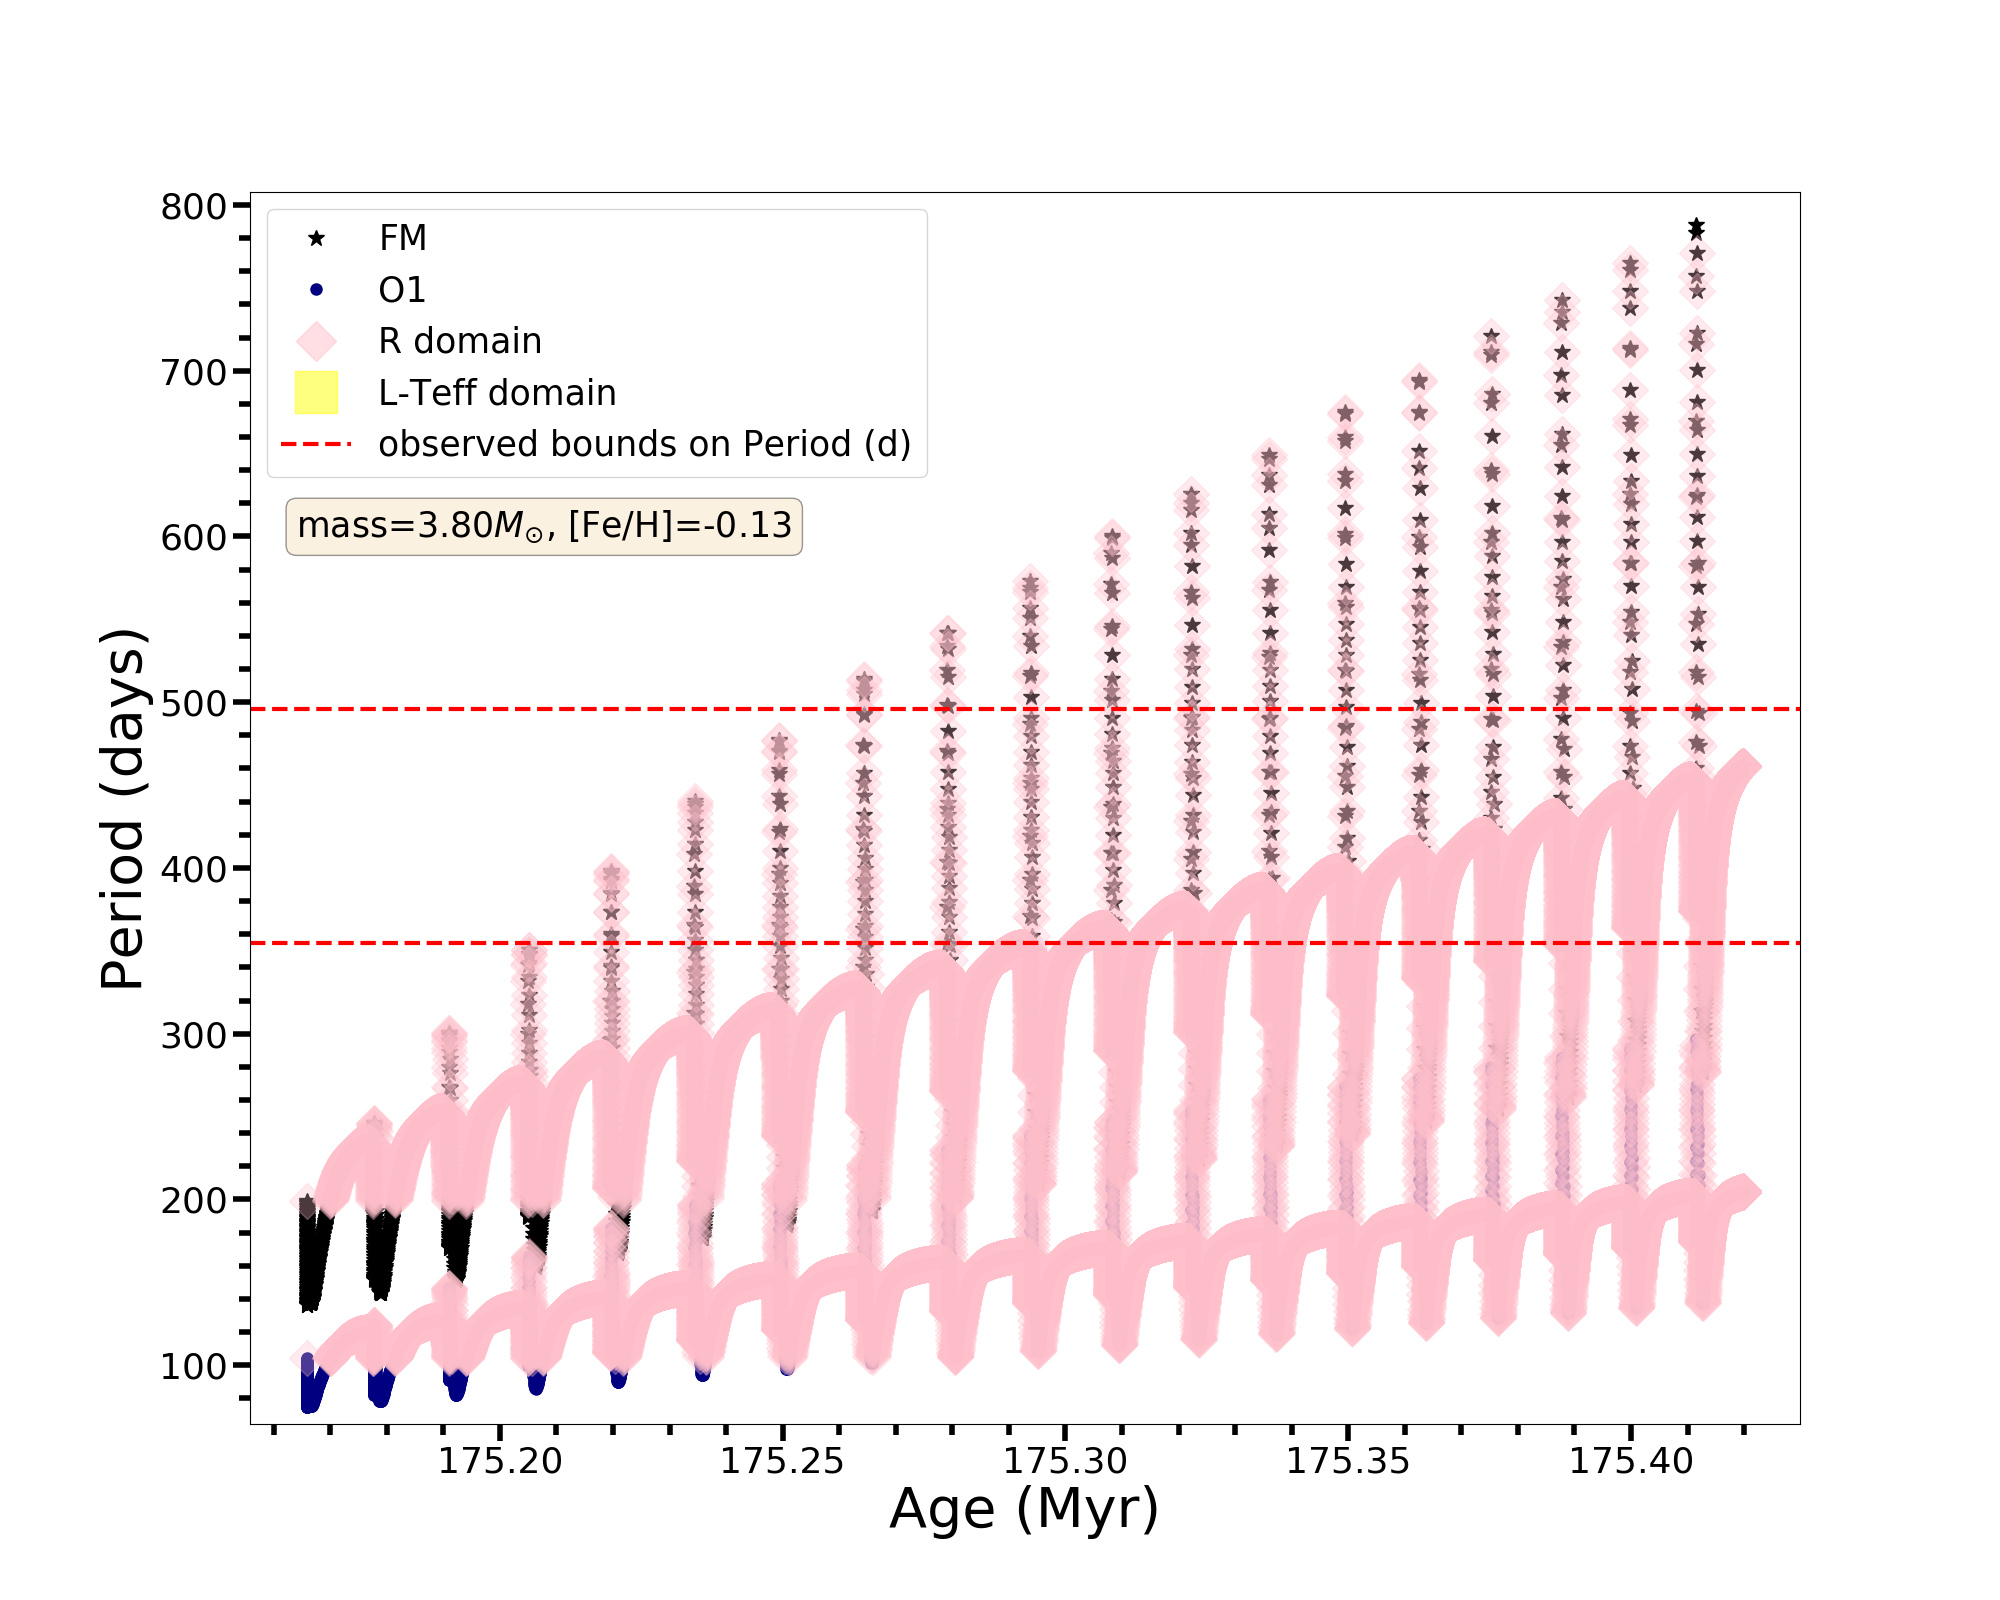 FM
O1
R domain
L-Teff domain
observed bounds on Period (d)
mass=3.80M☉, [Fe/H]=-0.13
800
700
600
500
400
300
200
100
Period (days)
175.20 175.25 175.30 175.35 175.40
Age (Myr)